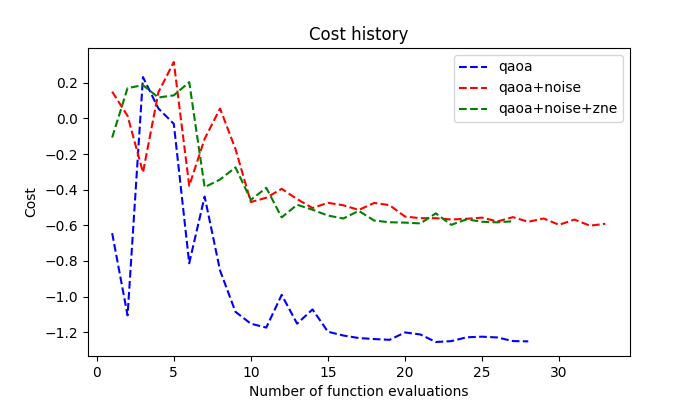 Cost history
qaoa
qaoa+noise
qaoa+noise+zne
Cost
0.2
0.0
−0.2
−0.4
−0.6
−0.8
−1.0
−1.2
0 5 10 15 20 25 30
Number of function evaluations